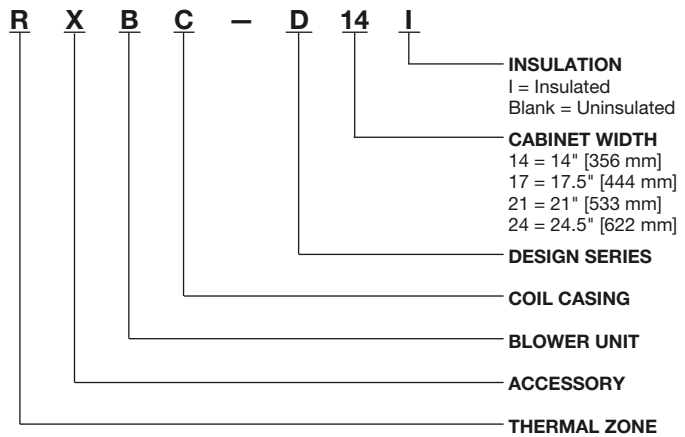 R X B C — D 14 I
INSULATION
I = Insulated
Blank = Uninsulated
CABINET WIDTH
14 = 14" [356 mm]
17 = 17.5" [444 mm]
21 = 21" [533 mm]
24 = 24.5" [622 mm]
DESIGN SERIES
COIL CASING
BLOWER UNIT
ACCESSORY
THERMAL ZONE